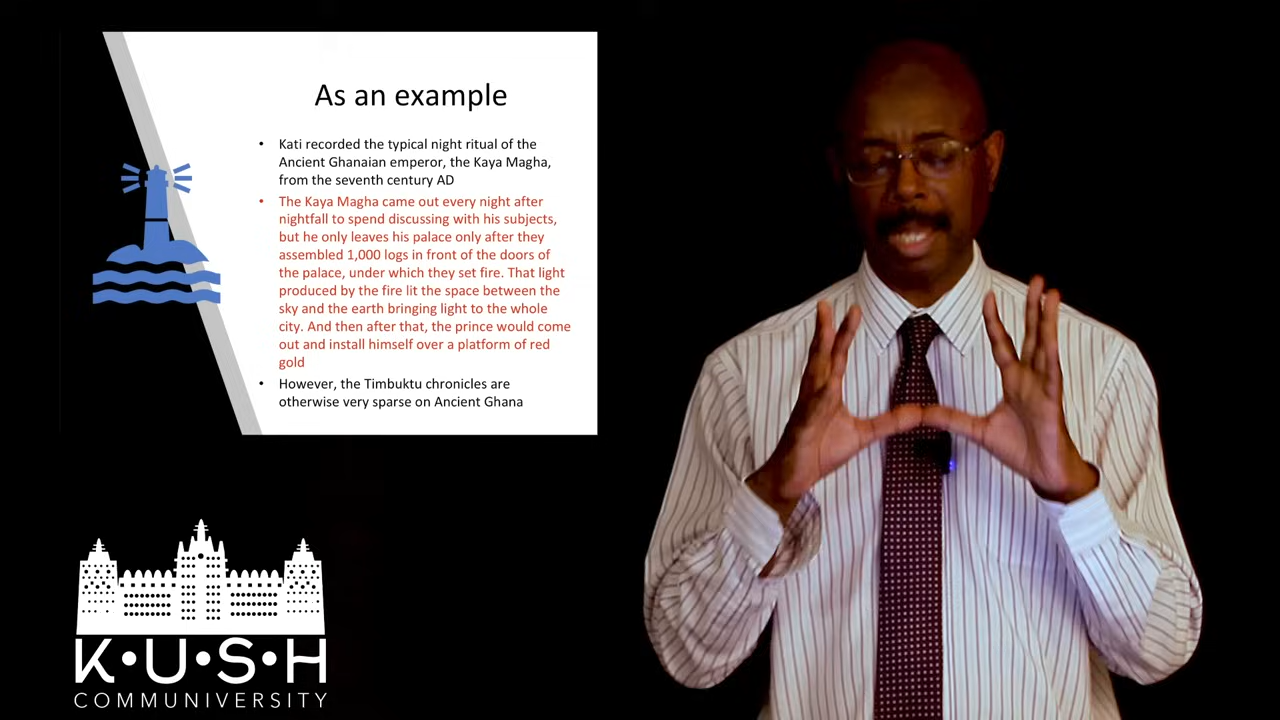 As an example
• Kati recorded the typical night ritual of the
Ancient Ghanaian emperor, the Kaya Magha,
from the seventh century AD
• The Kaya Magha came out every night after
nightfall to spend discussing with his subjects,
but he only leaves his palace only after they
assembled 1,000 logs in front of the doors of
the palace, under which they set fire. That light
produced by the fire lit the space between the
sky and the earth bringing light to the whole
city. And then after that, the prince would come
out and install himself over a platform of red
gold
• However, the Timbuktu chronicles are
otherwise very sparse on Ancient Ghana
K•U•S•H
COMMUNIVERSITY